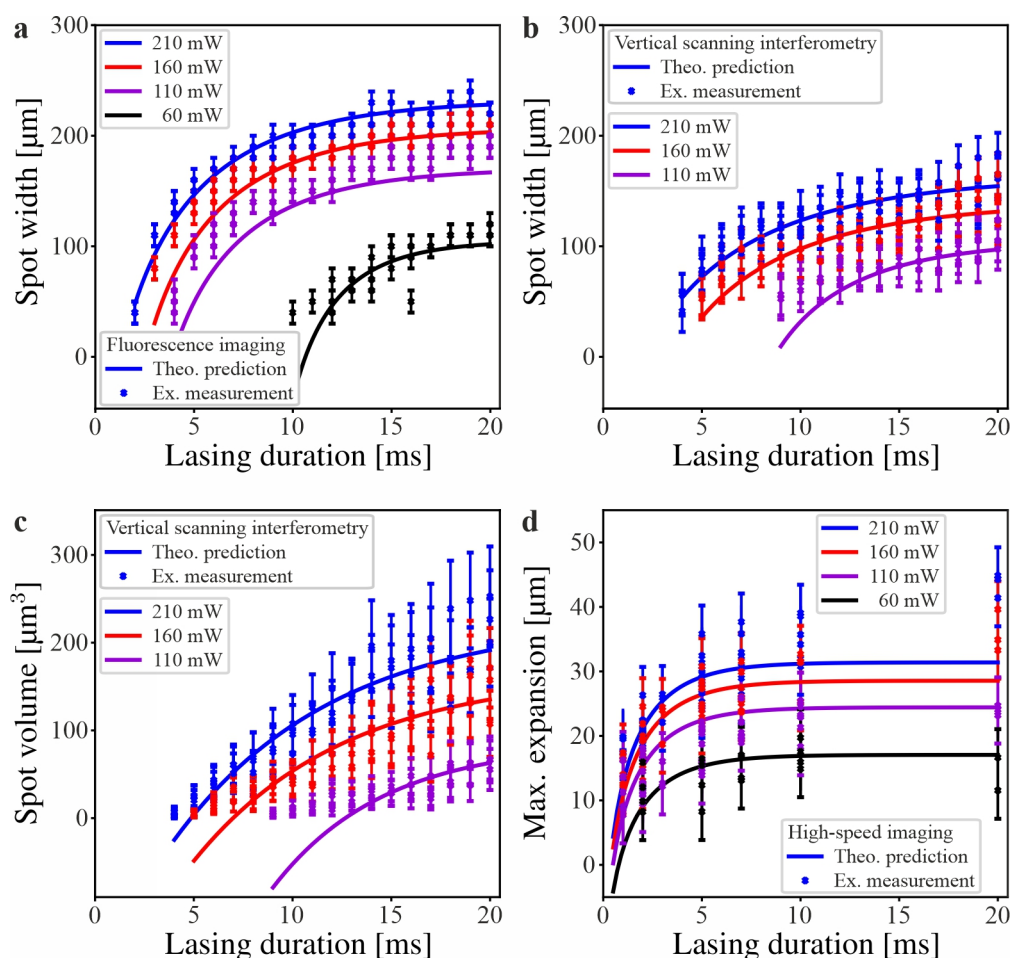 a
300
200
100
0
Spot width [µm]
210 mW
160 mW
110 mW
60 mW
Fluorescence imaging
Theo. prediction
Ex. measurement
0
5
10
15
20
Lasing duration [ms]
b
300
200
100
0
Spot width [µm]
Vertical scanning interferometry
Theo. prediction
Ex. measurement
210 mW
160 mW
110 mW
0
5
10
15
20
Lasing duration [ms]
c
300
200
100
0
Spot volume [µm³]
Vertical scanning interferometry
Theo. prediction
Ex. measurement
210 mW
160 mW
110 mW
0
5
10
15
20
Lasing duration [ms]
d
50
40
30
20
10
0
Max. expansion [µm]
210 mW
160 mW
110 mW
60 mW
High-speed imaging
Theo. prediction
Ex. measurement
0
5
10
15
20
Lasing duration [ms]